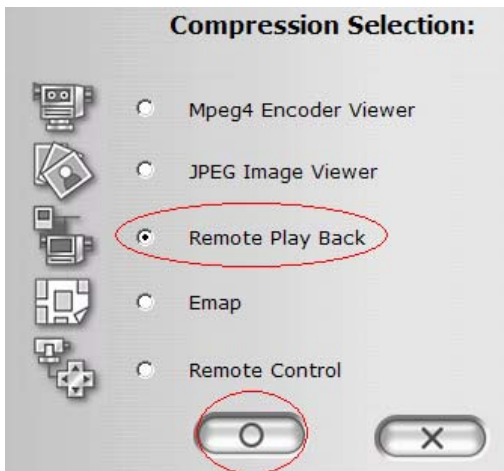 Compression Selection:
Mpeg4 Encoder Viewer
JPEG Image Viewer
Remote Play Back
Emap
Remote Control